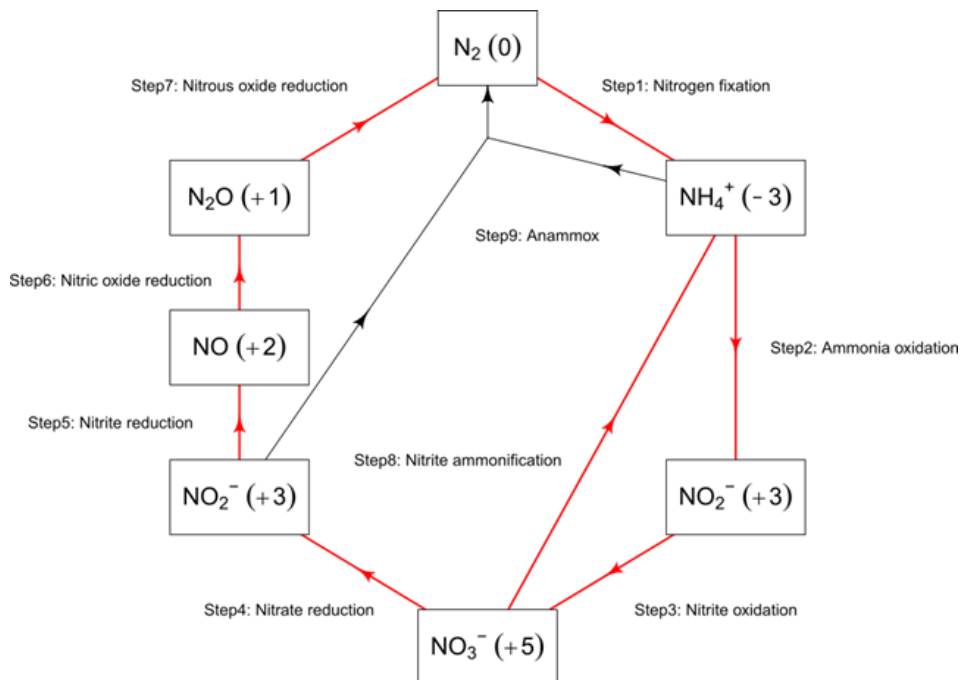 N₂ (0)
Step7: Nitrous oxide reduction
Step1: Nitrogen fixation
N₂O (+1)
NH₄⁺ (-3)
Step9: Anammox
Step6: Nitric oxide reduction
NO (+2)
Step2: Ammonia oxidation
Step5: Nitrite reduction
Step8: Nitrite ammonification
NO₂⁻ (+3)
NO₂⁻ (+3)
Step4: Nitrate reduction
Step3: Nitrite oxidation
NO₃⁻ (+5)